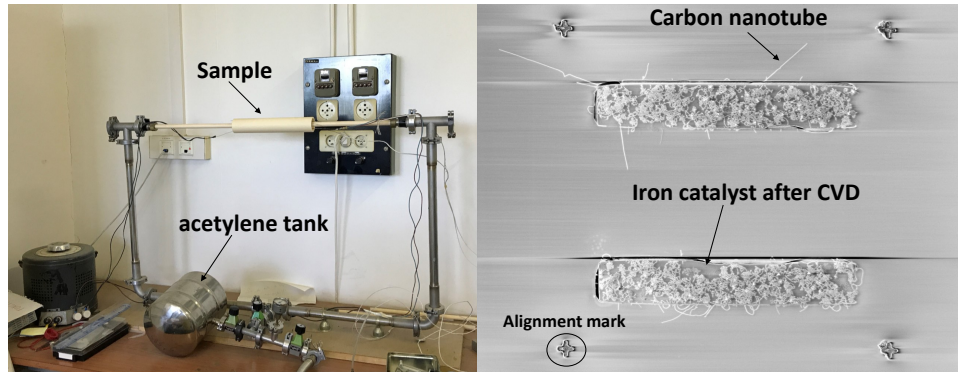 Sample
acetylene tank
Carbon nanotube
Iron catalyst after CVD
Alignment mark